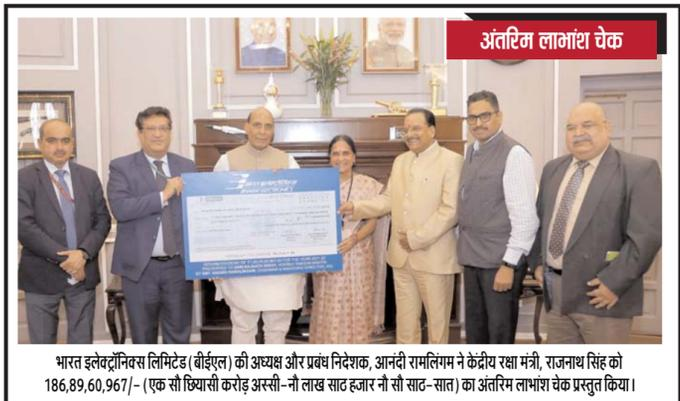 अंतरिम लाभांश चेक
भारत इलेक्ट्रॉनिक्स लिमिटेड (बीईएल) की अध्यक्ष और प्रबंध निदेशक, आनंदी रामलिंगम ने केंद्रीय रक्षा मंत्री, राजनाथ सिंह को
186,89,60,967/- ( एक सौ छियासी करोड़ अस्सी-नौ लाख साठ हजार नौ सौ साठ-सात) का अंतरिम लाभांश चेक प्रस्तुत किया।